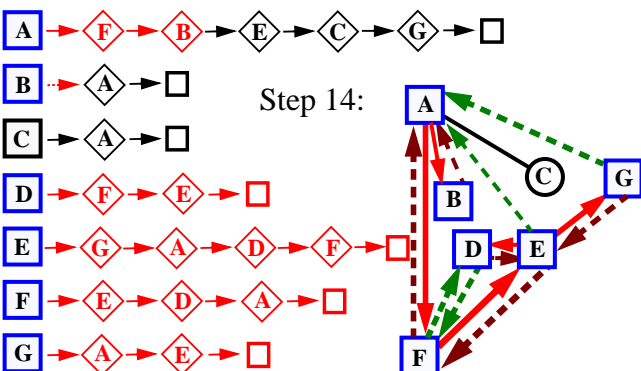 A F B E C G
B A
Step 14:
C A
D F E
E G A D F
F E D A
G A E
A
C
G
B
D E
F